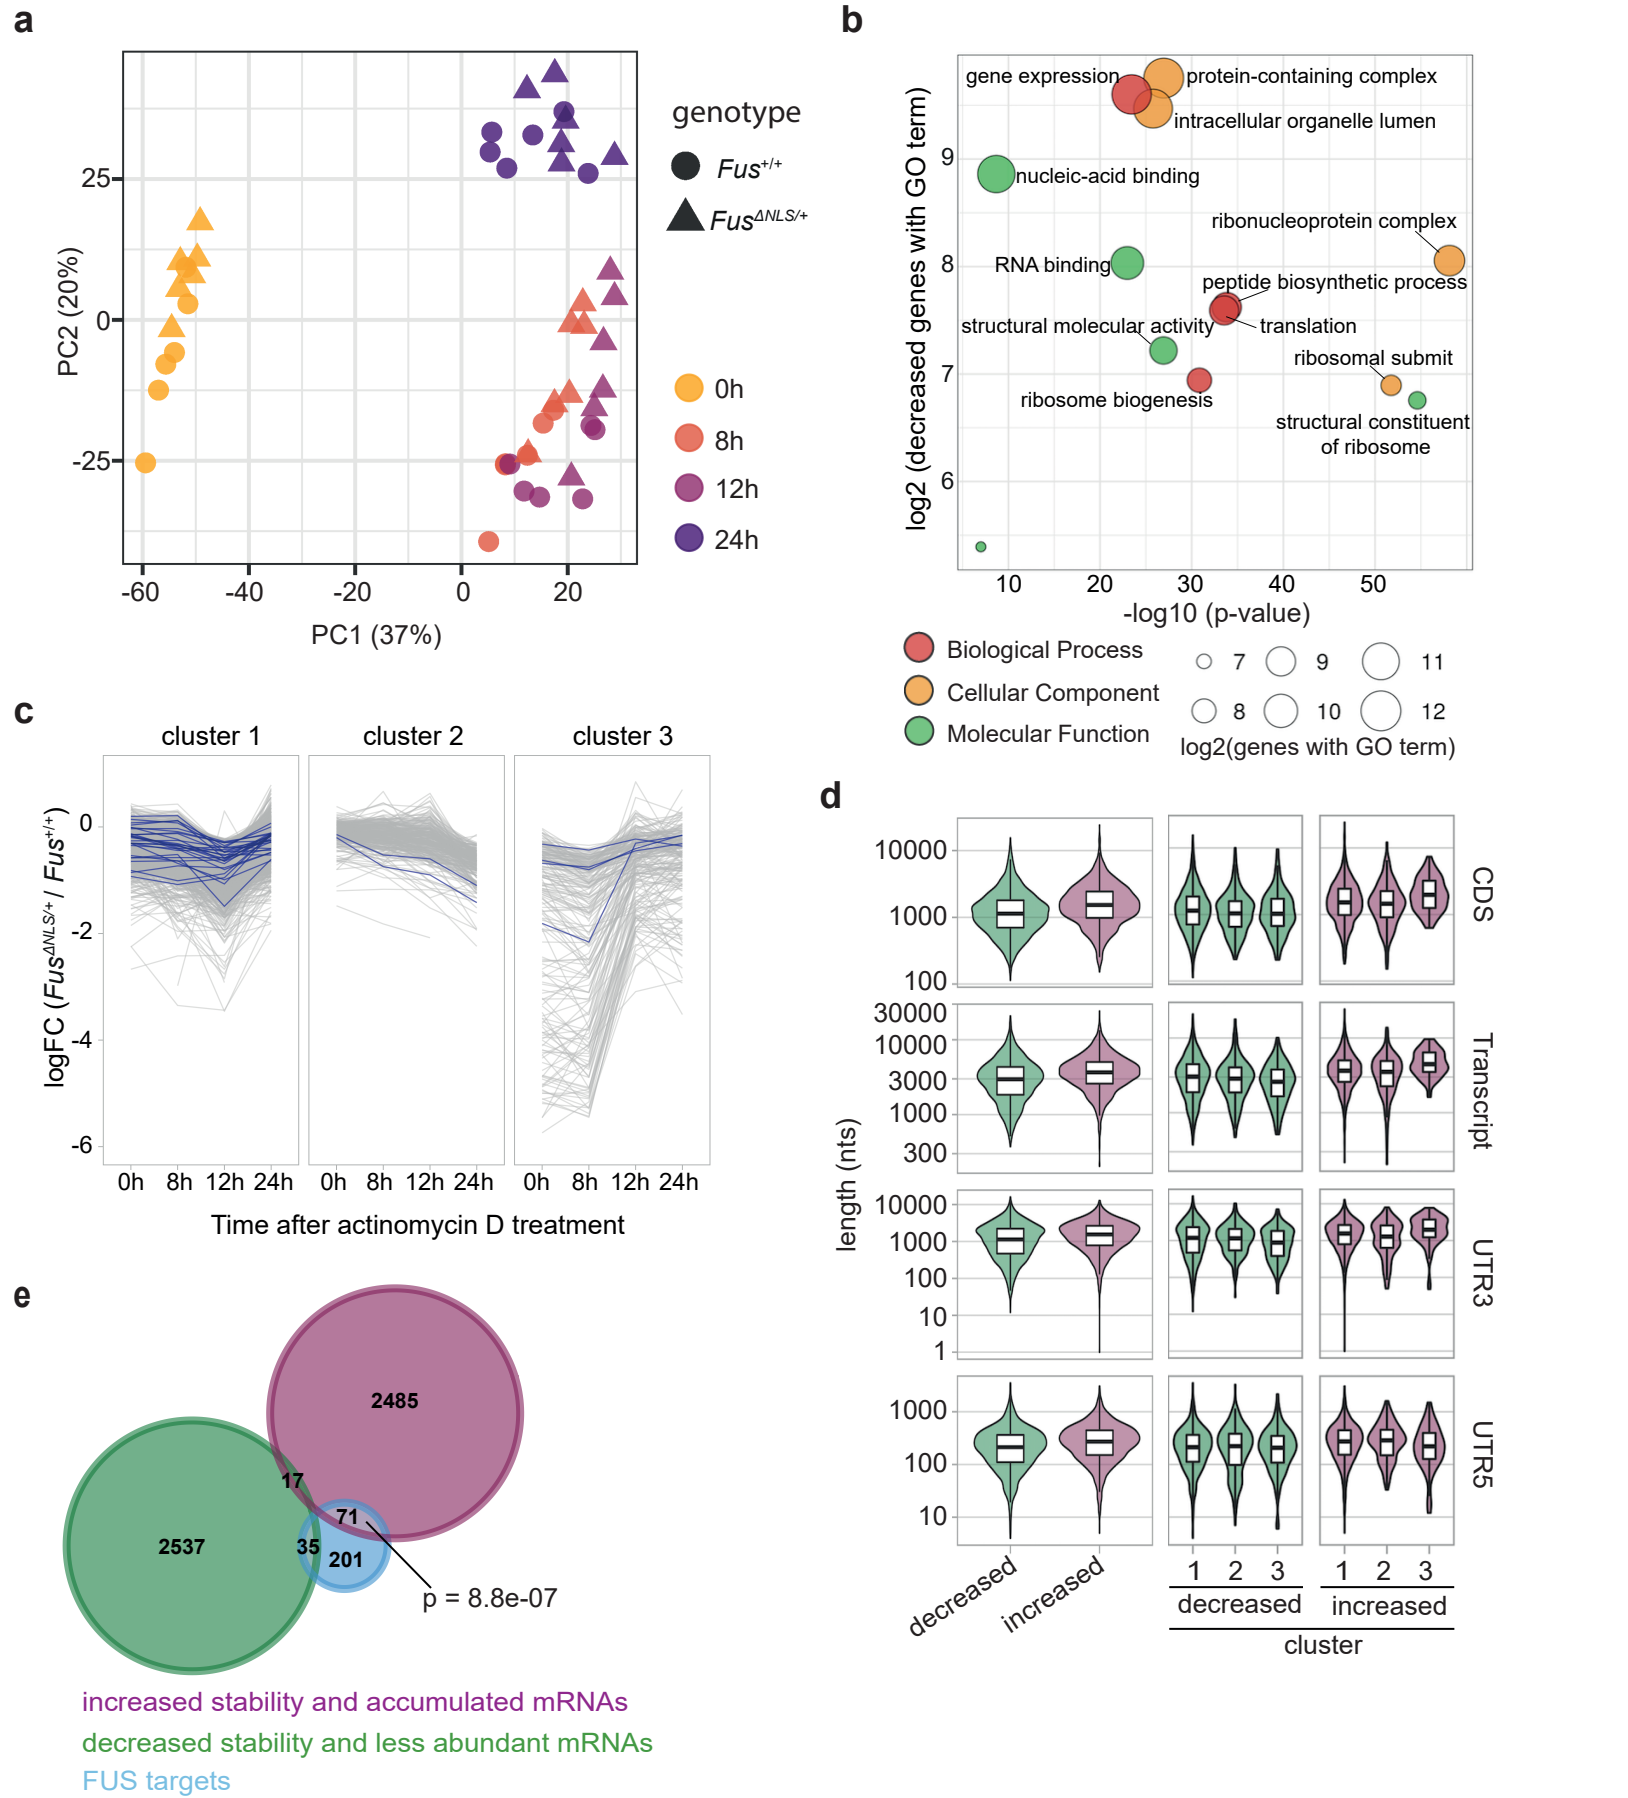 a
PC2 (20%)
25
0
-25
-60
-40
-20
0
20
PC1 (37%)
genotype
Fus+/+
FusΔNLS/+
0h
8h
12h
24h
b
log2 (decreased genes with GO term)
9
8
7
6
gene expression
protein-containing complex
intracellular organelle lumen
nucleic-acid binding
ribonucleoprotein complex
RNA binding
peptide biosynthetic process
structural molecular activity
translation
ribosomal submit
ribosome biogenesis
structural constituent
of ribosome
10
20
30
40
50
-log10 (p-value)
Biological Process
Cellular Component
Molecular Function
7
9
11
8
10
12
log2(genes with GO term)
c
cluster 1
cluster 2
cluster 3
logFC (FusΔNLS/+ / Fus+/+)
0
-2
-4
-6
0h 8h 12h 24h
0h 8h 12h 24h
0h 8h 12h 24h
Time after actinomycin D treatment
d
length (nts)
10000
1000
100
CDS
30000
10000
3000
1000
300
Transcript
10000
1000
100
10
1
UTR3
1000
100
10
UTR5
decreased
increased
1 2 3
decreased
1 2 3
increased
cluster
e
2485
17
71
2537
35
201
p = 8.8e-07
increased stability and accumulated mRNAs
decreased stability and less abundant mRNAs
FUS targets